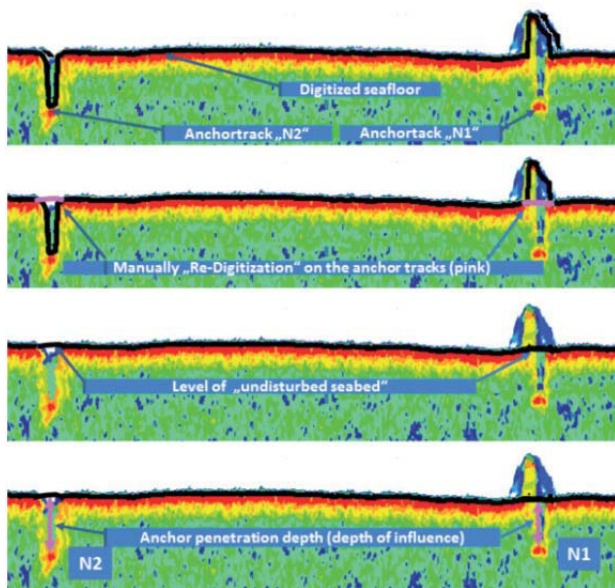 Digitized seafloor
Anchortrack „N2“ Anchortack „N1“
Manually „Re-Digitization“ on the anchor tracks (pink)
Level of „undisturbed seabed“
Anchor penetration depth (depth of influence)
N2 N1